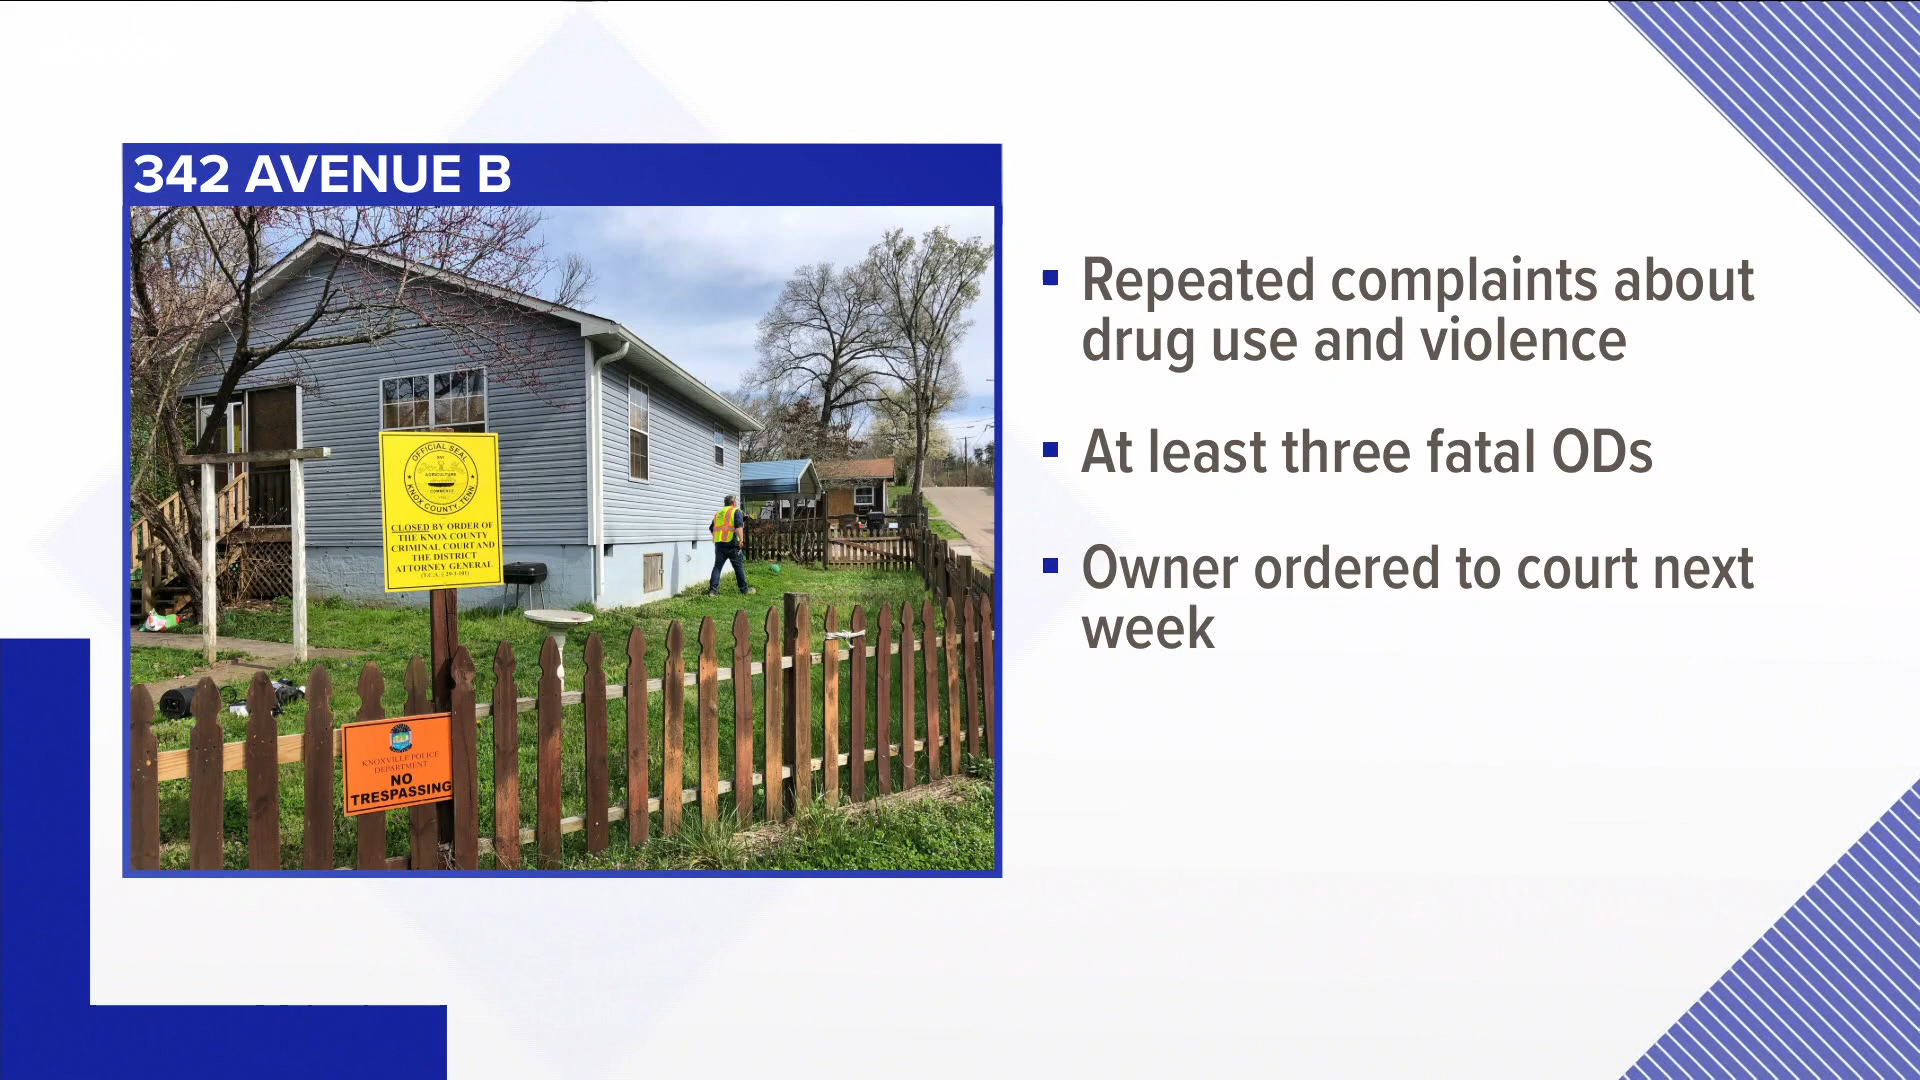 342 AVENUE B
Repeated complaints about
drug use and violence
At least three fatal ODs
Owner ordered to court next
week
OFFICIAL SEAL
AGRICULTURE
COMMERCE
KNOX COUNTY, TENN.
CLOSED BY ORDER OF
THE KNOX COUNTY
CRIMINAL COURT AND
THE DISTRICT
ATTORNEY GENERAL
KNOXVILLE POLICE
DEPARTMENT
NO
TRESPASSING